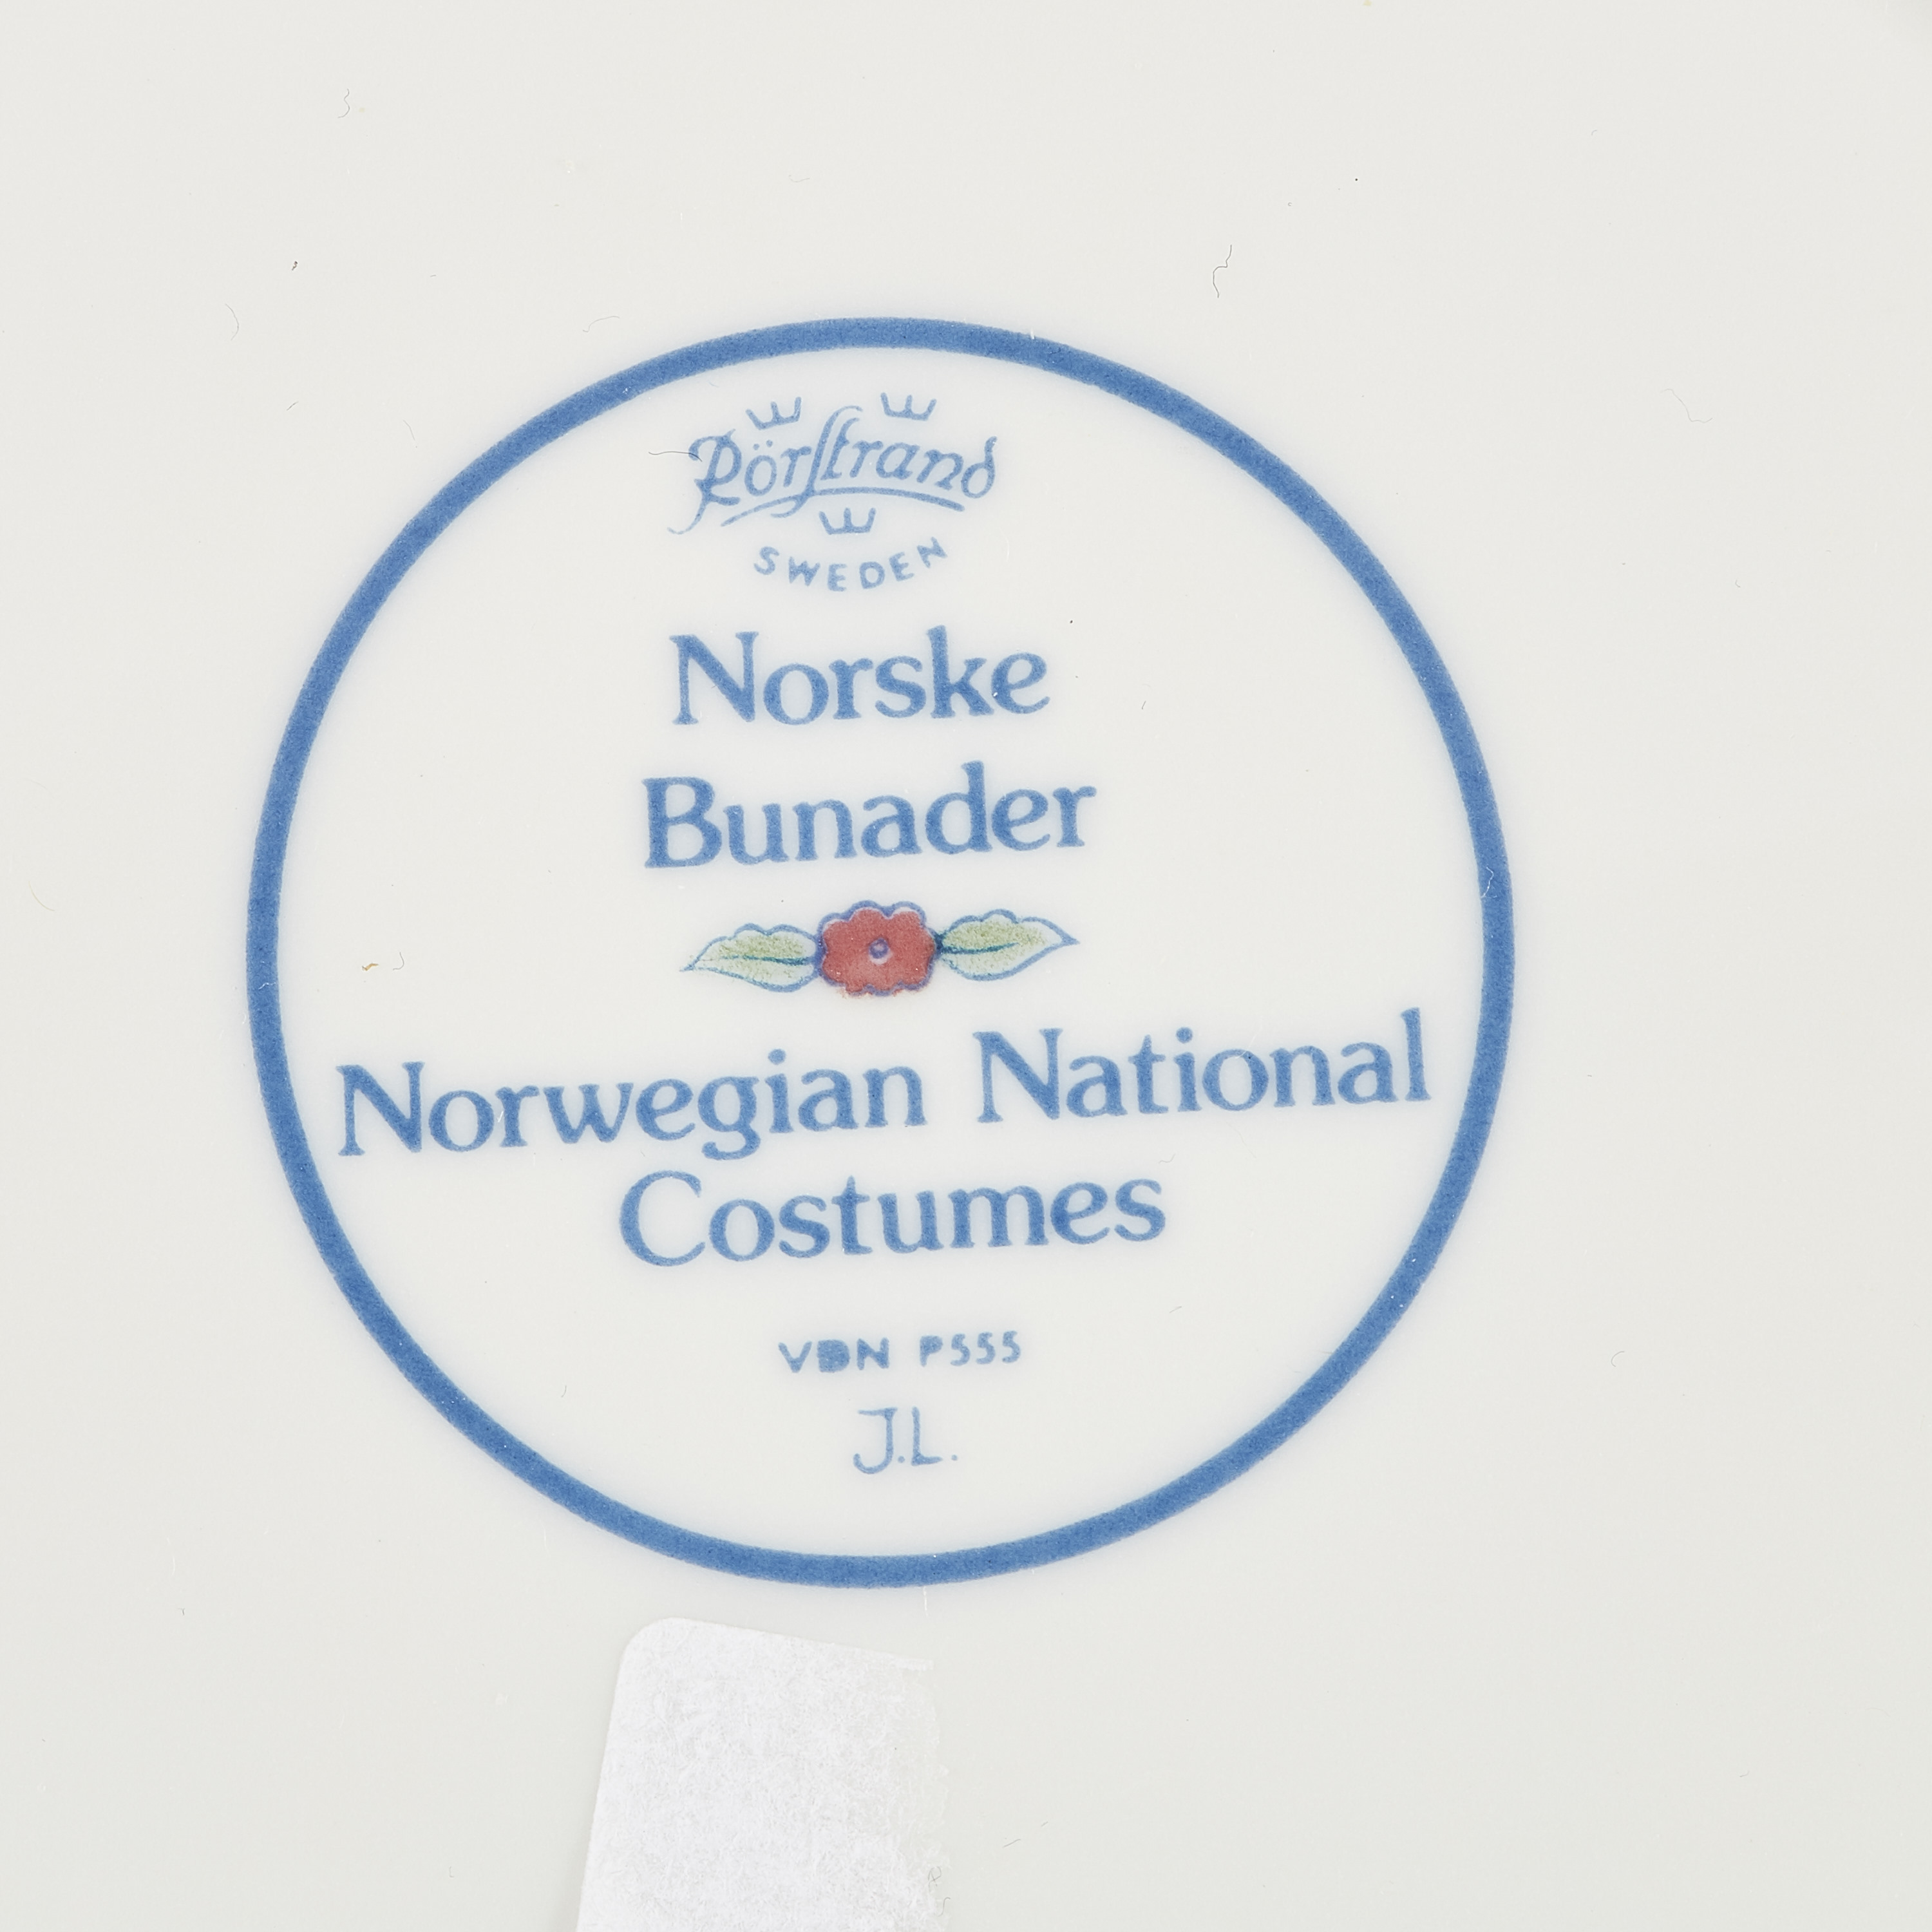 Rörstrand
SWEDEN
Norske
Bunader
Norwegian National
Costumes
VDN P555
J.L.